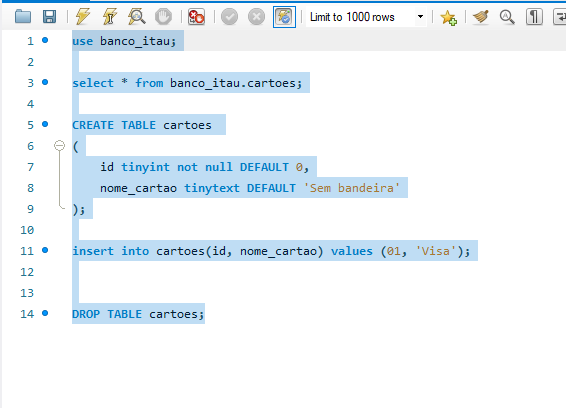 Limit to 1000 rows
1 use banco_itau;
2
3 select * from banco_itau.cartoes;
4
5 CREATE TABLE cartoes
6 (
7 id tinyint not null DEFAULT 0,
8 nome_cartao tinytext DEFAULT 'Sem bandeira'
9 );
10
11 insert into cartoes(id, nome_cartao) values (01, 'Visa');
12
13
14 DROP TABLE cartoes;